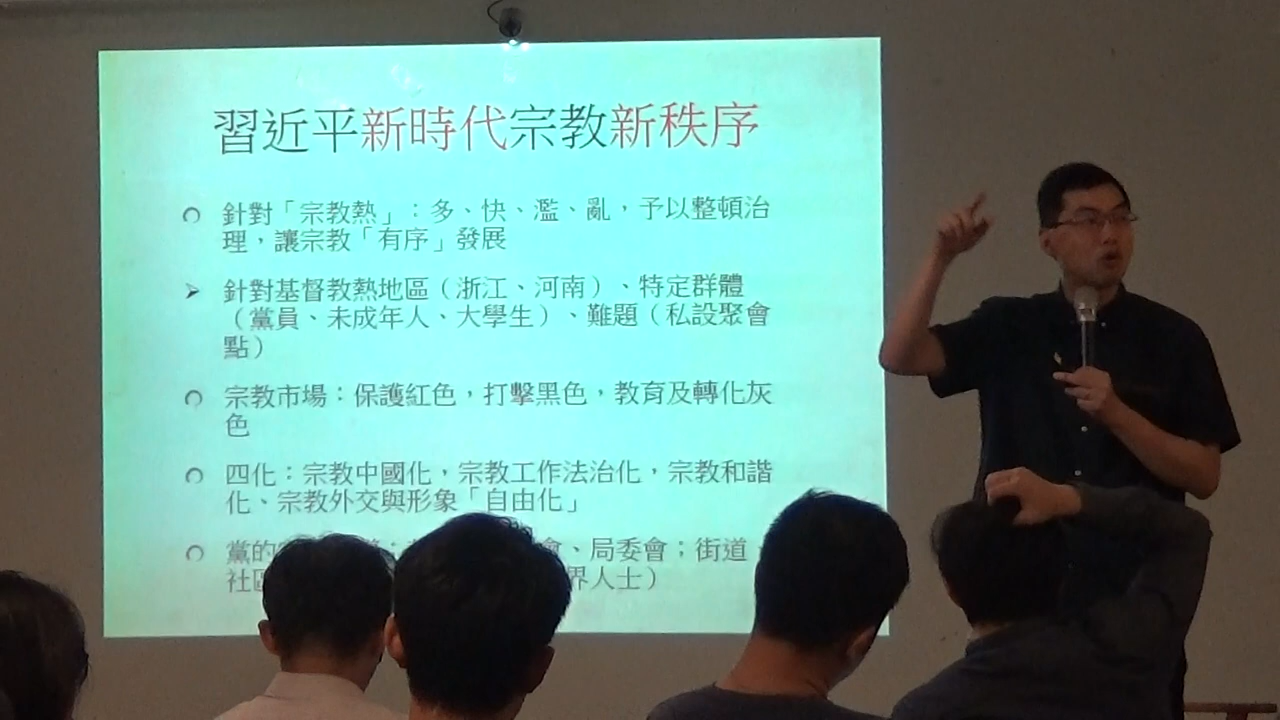 習近平新時代宗教新秩序
針對「宗教熱」：多、快、濫、亂，予以整頓治
理，讓宗教「有序」發展
針對基督教熱地區（浙江、河南）、特定群體
（黨員、未成年人、大學生）、難題（私設聚會
點）
宗教市場：保護紅色，打擊黑色，教育及轉化灰
色
四化：宗教中國化，宗教工作法治化，宗教和諧
化、宗教外交與形象「自由化」
黨的 會、局委會；街道、
社區 界人士）